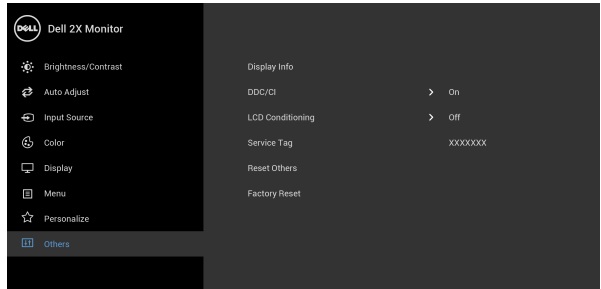 DELL Dell 2X Monitor
Brightness/Contrast
Auto Adjust
Input Source
Color
Display
Menu
Personalize
Others
Display Info
DDC/CI > On
LCD Conditioning > Off
Service Tag XXXXXXX
Reset Others
Factory Reset